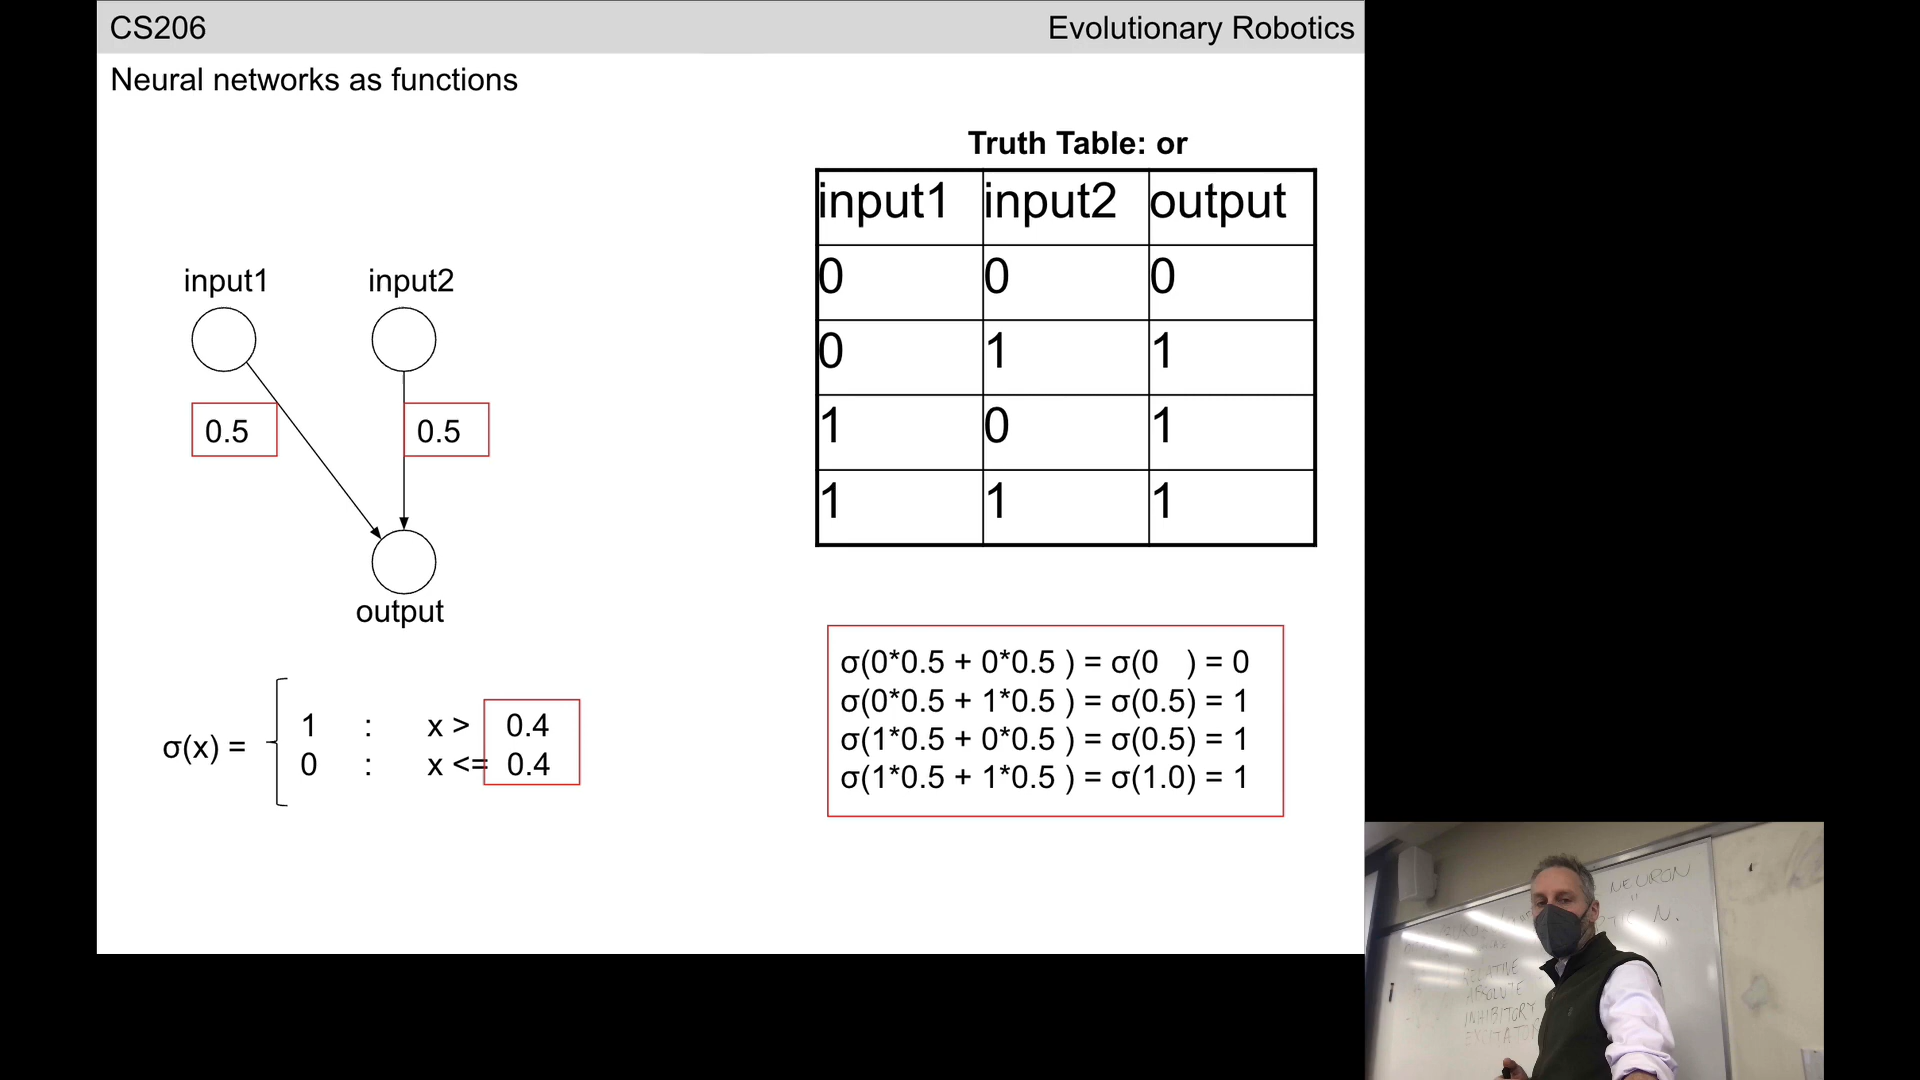 CS206
Evolutionary Robotics
Neural networks as functions
Truth Table: or
input1 input2 output
0 0 0
0 1 1
1 0 1
1 1 1
input1 input2
0.5 0.5
output
σ(x) =
1 : x > 0.4
0 : x <= 0.4
σ(0*0.5 + 0*0.5 ) = σ(0 ) = 0
σ(0*0.5 + 1*0.5 ) = σ(0.5) = 1
σ(1*0.5 + 0*0.5 ) = σ(0.5) = 1
σ(1*0.5 + 1*0.5 ) = σ(1.0) = 1
NEURON
N.
ABSOLUTE
INHIBITORY